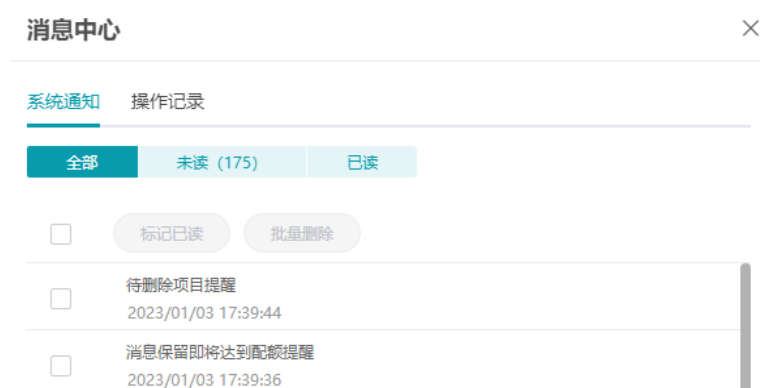 消息中心
系统通知 操作记录
全部 未读（175） 已读
标记已读 批量删除
待删除项目提醒
2023/01/03 17:39:44
消息保留即将达到配额提醒
2023/01/03 17:39:36